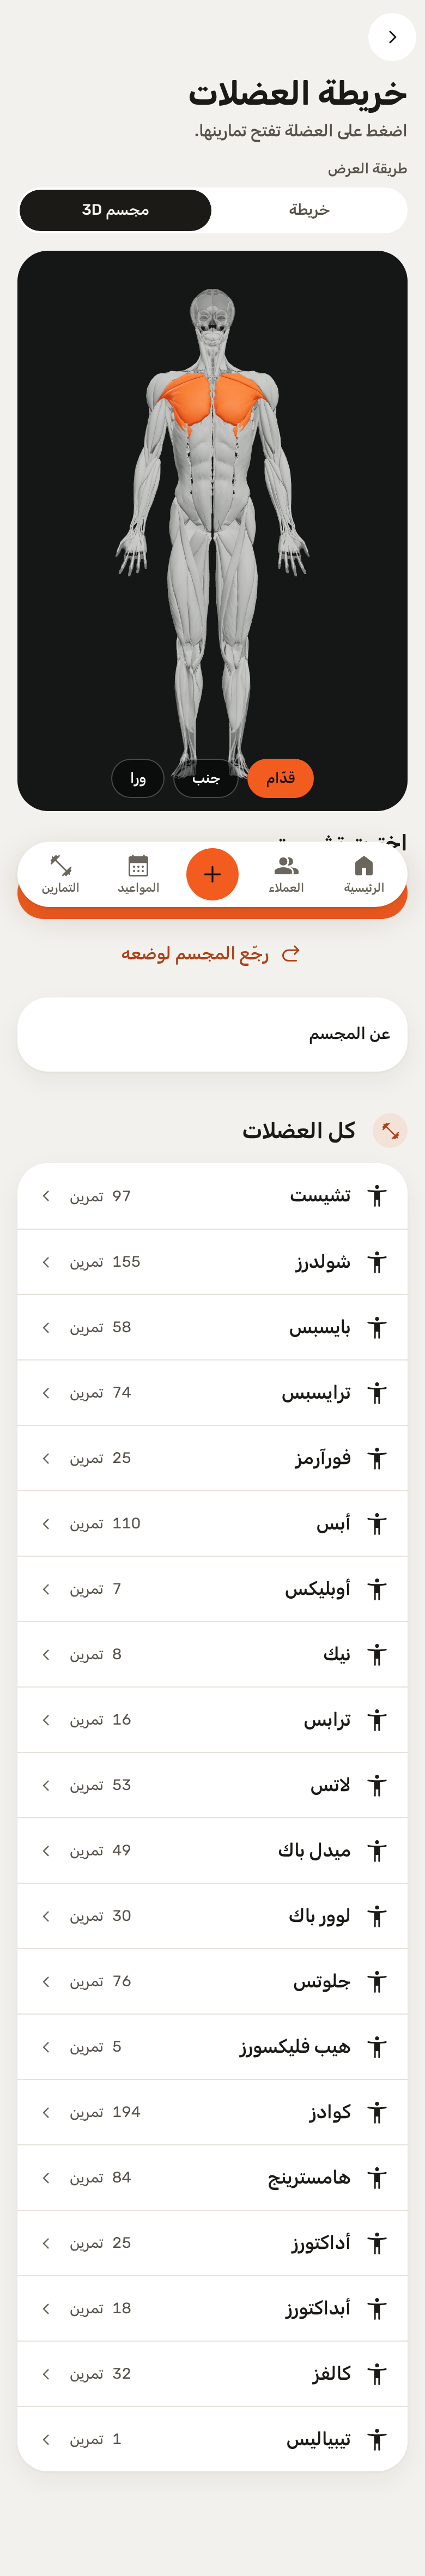 خريطة العضلات
اضغط على العضلة تفتح تمارينها.
طريقة العرض
خريطة
مجسم 3D
قدّام
جنب
ورا
الرئيسية
العملاء
المواعيد
التمارين
رجّع المجسم لوضعه
عن المجسم
كل العضلات
تشيست 97 تمرين
شولدرز 155 تمرين
بايسبس 58 تمرين
ترايسبس 74 تمرين
فورآرمز 25 تمرين
أبس 110 تمرين
أوبليكس 7 تمرين
نيك 8 تمرين
ترابس 16 تمرين
لاتس 53 تمرين
ميدل باك 49 تمرين
لوور باك 30 تمرين
جلوتس 76 تمرين
هيب فليكسورز 5 تمرين
كوادز 194 تمرين
هامسترينج 84 تمرين
أداكتورز 25 تمرين
أبداكتورز 18 تمرين
كالفز 32 تمرين
تيبياليس 1 تمرين